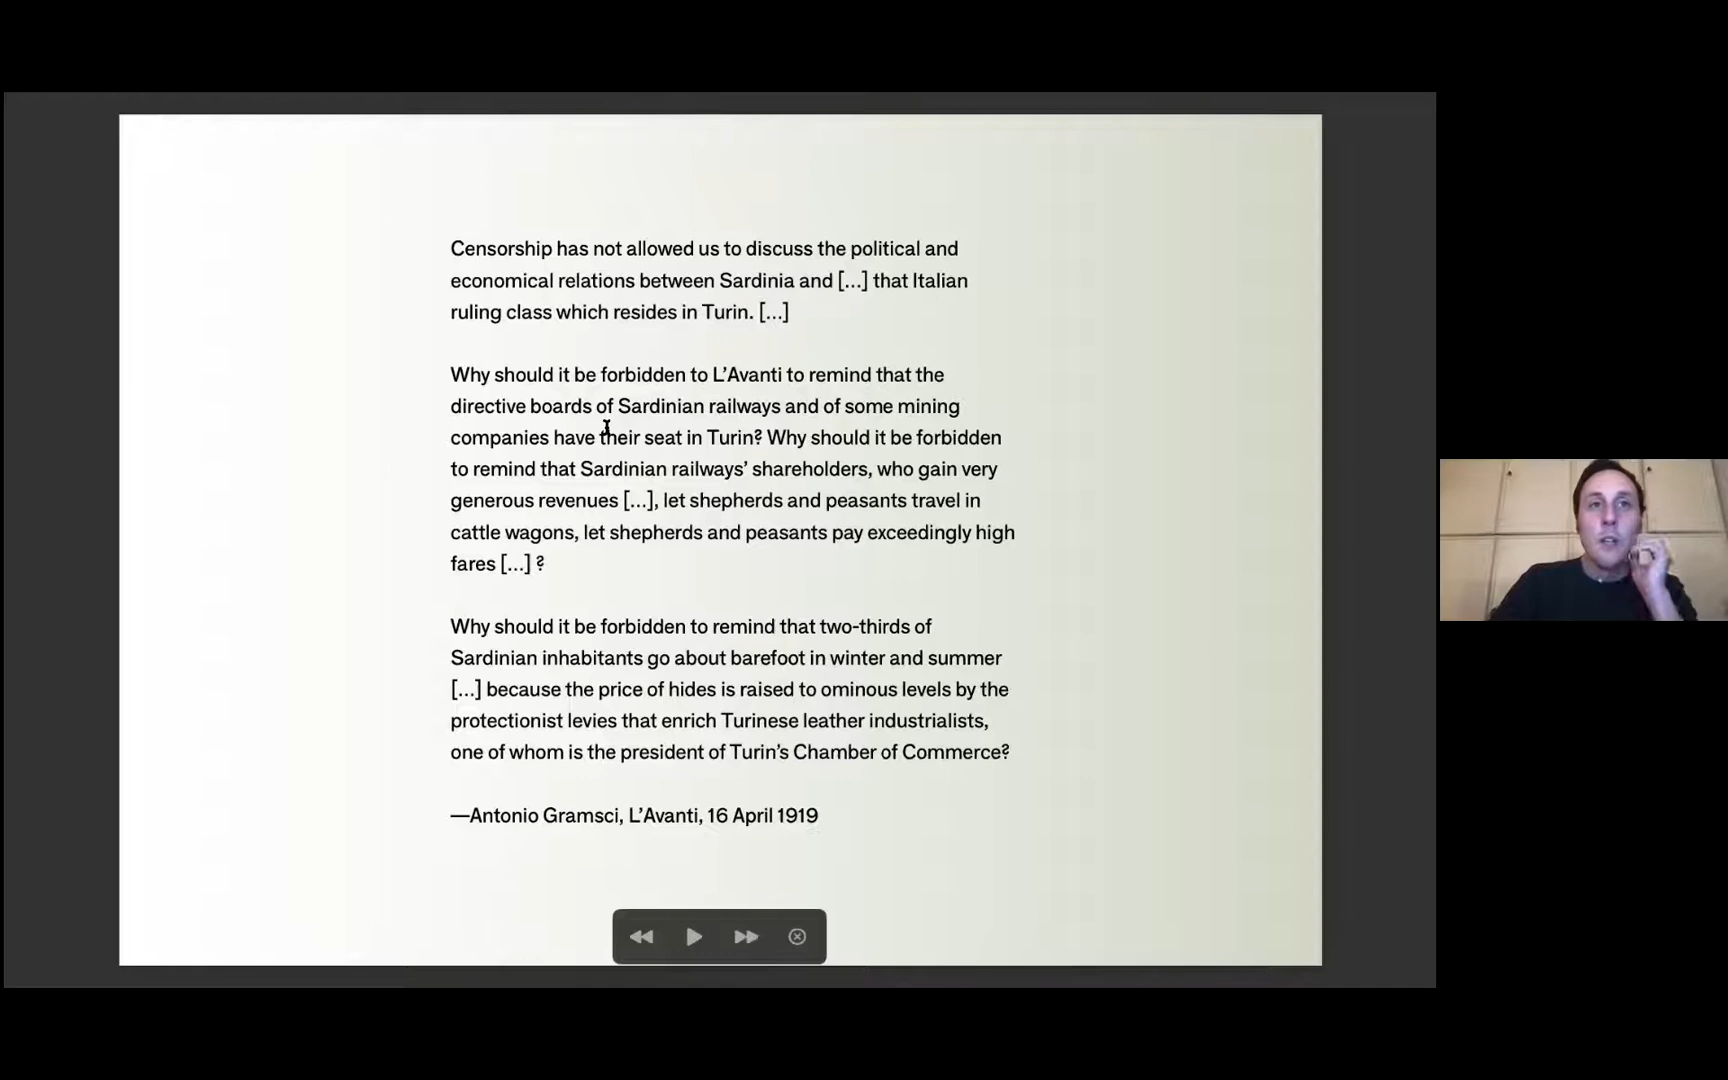 Censorship has not allowed us to discuss the political and
economical relations between Sardinia and [...] that Italian
ruling class which resides in Turin. [...]
Why should it be forbidden to L’Avanti to remind that the
directive boards of Sardinian railways and of some mining
companies have their seat in Turin? Why should it be forbidden
to remind that Sardinian railways’ shareholders, who gain very
generous revenues [...], let shepherds and peasants travel in
cattle wagons, let shepherds and peasants pay exceedingly high
fares [...] ?
Why should it be forbidden to remind that two-thirds of
Sardinian inhabitants go about barefoot in winter and summer
[...] because the price of hides is raised to ominous levels by the
protectionist levies that enrich Turinese leather industrialists,
one of whom is the president of Turin’s Chamber of Commerce?
—Antonio Gramsci, L’Avanti, 16 April 1919